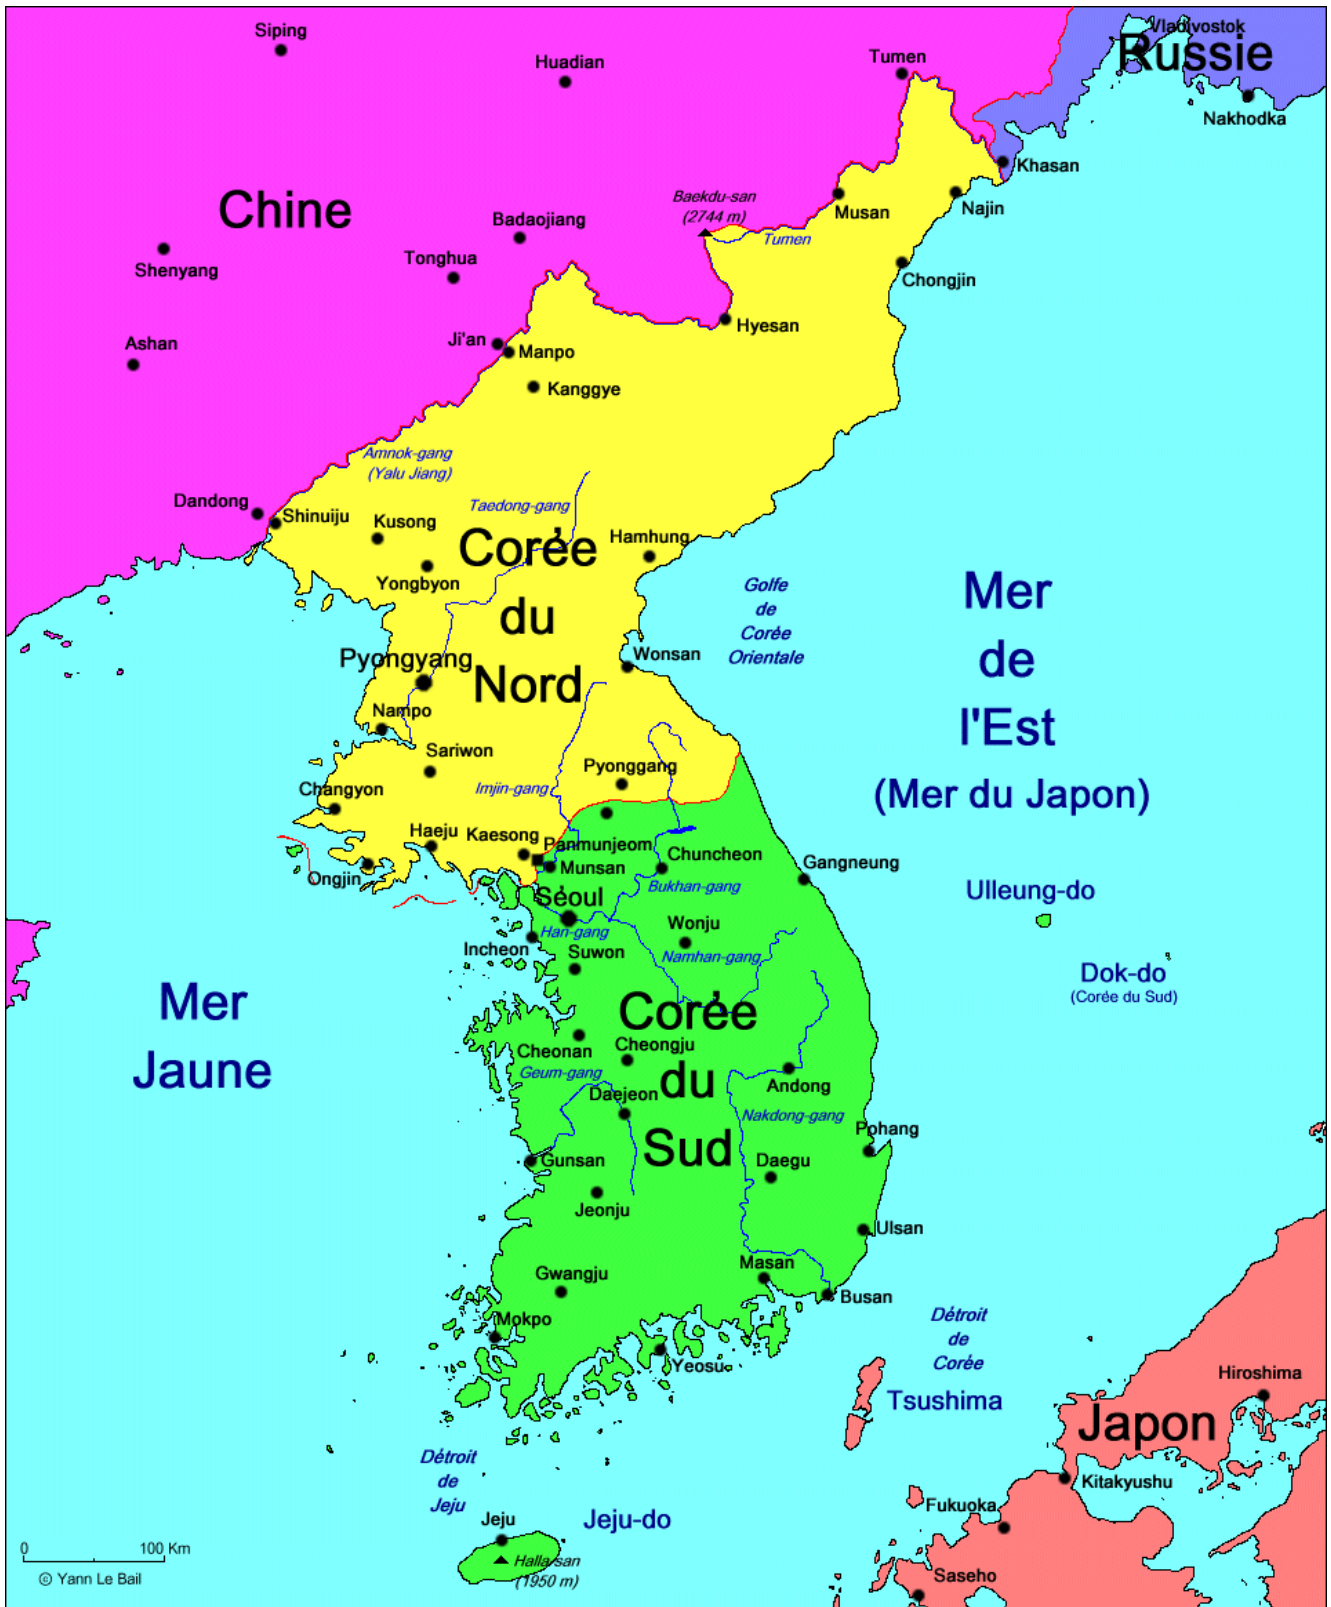 Siping
Vladivostok
Russie
Huadian
Tumen
Nakhodka
Khasan
Baekdu-san
(2744 m)
Musan
Najin
Chine
Badaojiang
Tumen
Tonghua
Shenyang
Chongjin
Hyesan
Ji'an
Manpo
Ashan
Kanggye
Amnok-gang
(Yalu Jiang)
Dandong
Taedong-gang
Shinuiju
Kusong
Hamhung
Corée
du
Nord
Yongbyon
Golfe
de
Corée
Orientale
Mer
de
l'Est
(Mer du Japon)
Wonsan
Pyongyang
Nampo
Sariwon
Pyonggang
Changyon
Imjin-gang
Haeju
Kaesong
Panmunjeom
Munsan
Chuncheon
Gangneung
Ongjin
Bukhan-gang
Ulleung-do
Séoul
Han-gang
Wonju
Incheon
Suwon
Namhan-gang
Dok-do
(Corée du Sud)
Mer
Jaune
Corée
du
Sud
Cheonan
Cheongju
Geum-gang
Andong
Daejeon
Nakdong-gang
Pohang
Gunsan
Daegu
Jeonju
Ulsan
Masan
Gwangju
Busan
Mokpo
Détroit
de
Corée
Yeosu
Tsushima
Hiroshima
Japon
Détroit
de
Jeju
Kitakyushu
Fukuoka
Jeju
Jeju-do
Halla-san
(1950 m)
Saseho
0 100 Km
© Yann Le Bail